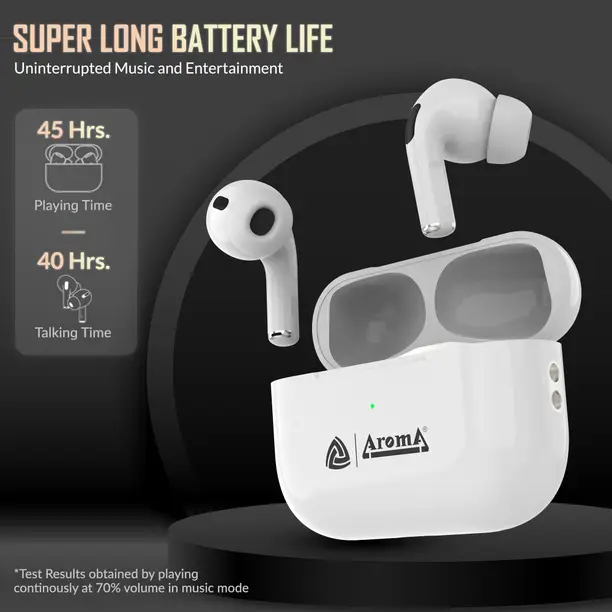 SUPER LONG BATTERY LIFE
Uninterrupted Music and Entertainment
45 Hrs.
Playing Time
40 Hrs.
Talking Time
AromA®
*Test Results obtained by playing
continously at 70% volume in music mode